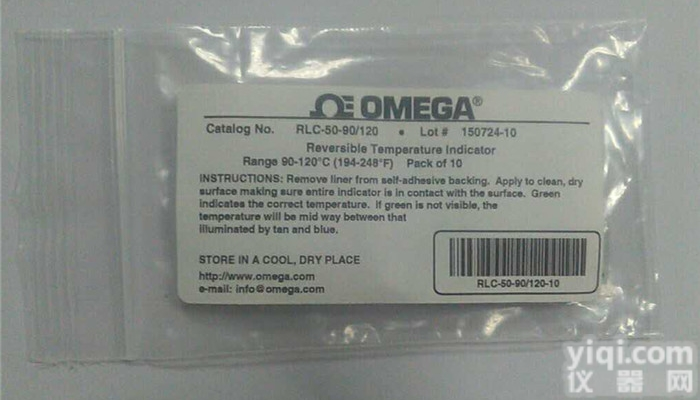 ΩE OMEGA®
Catalog No. RLC-50-90/120 • Lot # 150724-10
Reversible Temperature Indicator
Range 90-120°C (194-248°F) Pack of 10
INSTRUCTIONS: Remove liner from self-adhesive backing. Apply to clean, dry
surface making sure entire indicator is in contact with the surface. Green
indicates the correct temperature. If green is not visible, the
temperature will be mid way between that
illuminated by tan and blue.
STORE IN A COOL, DRY PLACE
http://www.omega.com
e-mail: info@omega.com
RLC-50-90/120-10
yiqi.com
仪器网